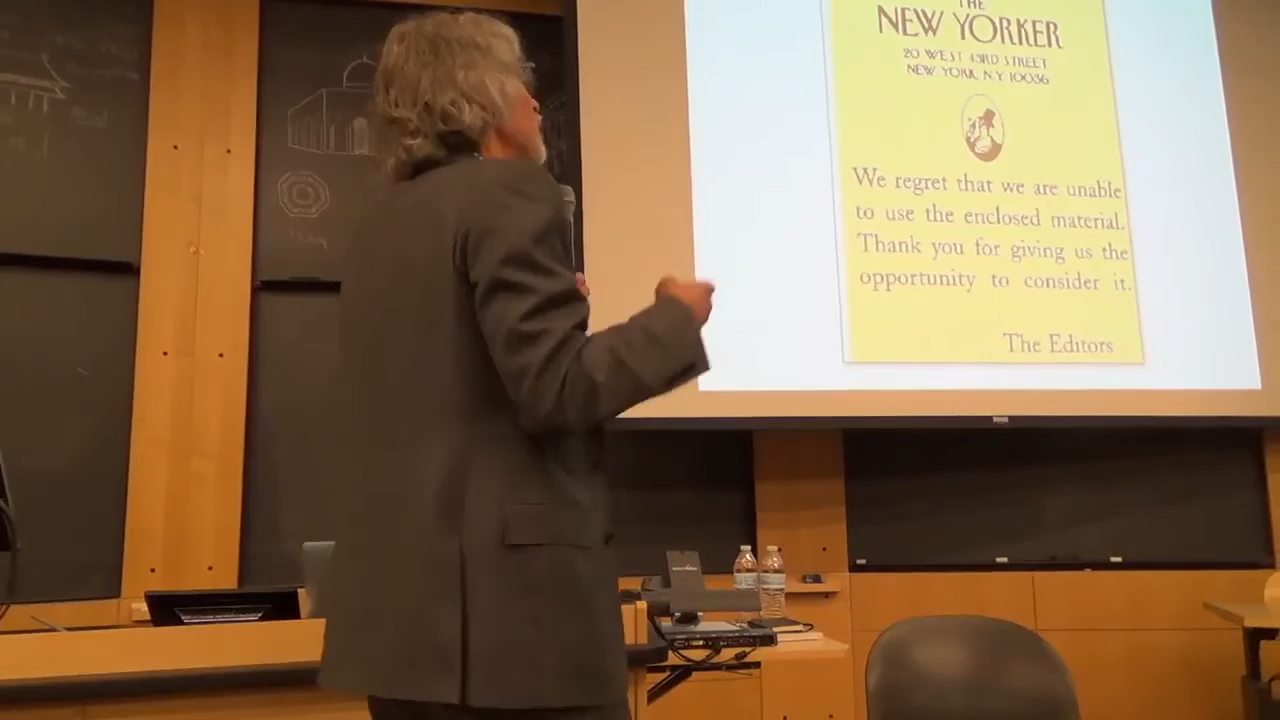 THE
NEW YORKER
20 WEST 43RD STREET
NEW YORK, N.Y. 10036
We regret that we are unable
to use the enclosed material.
Thank you for giving us the
opportunity to consider it.
The Editors